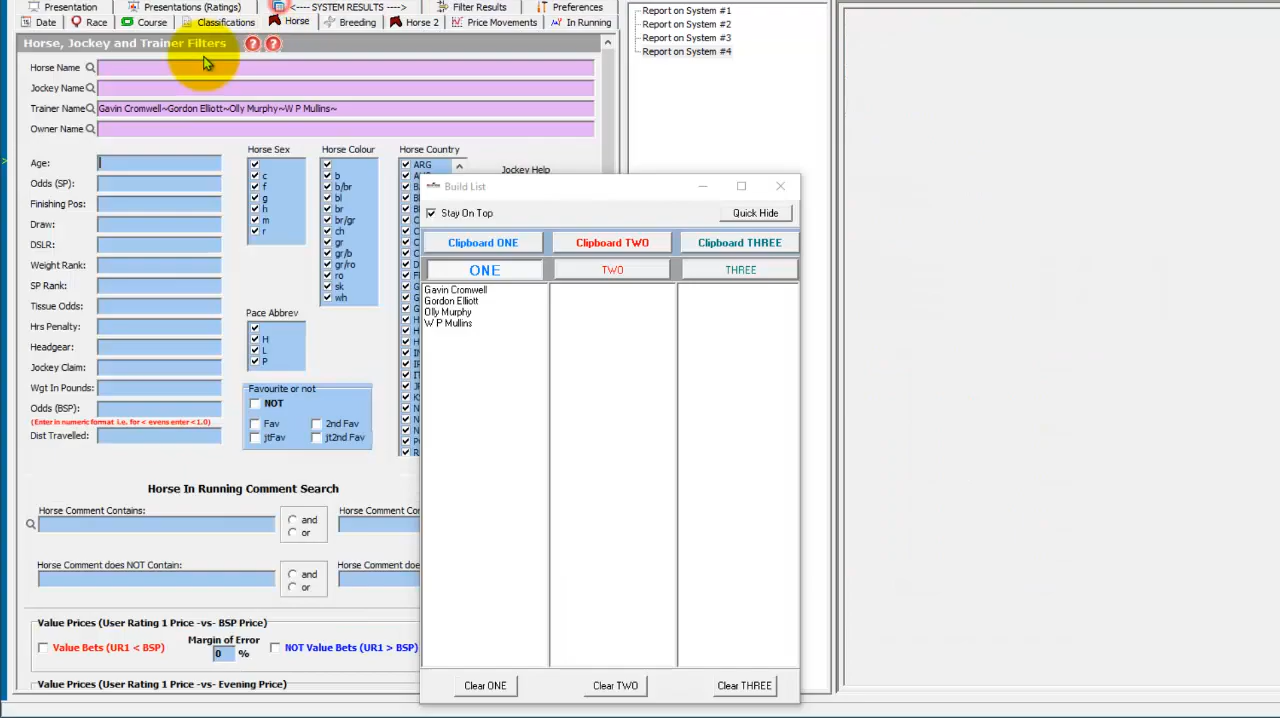 Presentation Presentations (Ratings) <---- SYSTEM RESULTS ----> Filter Results Preferences
Date Race Course Classifications Horse Breeding Horse 2 Price Movements In Running
Horse, Jockey and Trainer Filters ? ?
Horse Name
Jockey Name
Trainer Name Gavin Cromwell~Gordon Elliott~Olly Murphy~W P Mullins~
Owner Name
Age:
Odds (SP):
Finishing Pos:
Draw:
DSLR:
Weight Rank:
SP Rank:
Tissue Odds:
Hrs Penalty:
Headgear:
Jockey Claim:
Wgt In Pounds:
Odds (BSP):
(Enter in numeric format i.e. for < evens enter <1.0)
Dist Travelled:
Horse Sex
c
f
g
h
m
r
Horse Colour
b
b/br
bl
br
br/gr
ch
gr
gr/b
gr/ro
ro
sk
wh
Horse Country
ARG
Jockey Help
Pace Abbrev
H
L
P
Favourite or not
NOT
Fav 2nd Fav
jtFav jt2nd Fav
Horse In Running Comment Search
Horse Comment Contains:
and
or
Horse Comment Co
Horse Comment does NOT Contain:
and
or
Horse Comment doe
Value Prices (User Rating 1 Price -vs- BSP Price)
Value Bets (UR1 < BSP)
Margin of Error
0 %
NOT Value Bets (UR1 > BSP)
Value Prices (User Rating 1 Price -vs- Evening Price)
Report on System #1
Report on System #2
Report on System #3
Report on System #4
Build List
Stay On Top Quick Hide
Clipboard ONE Clipboard TWO Clipboard THREE
ONE TWO THREE
Gavin Cromwell
Gordon Elliott
Olly Murphy
W P Mullins
Clear ONE Clear TWO Clear THREE